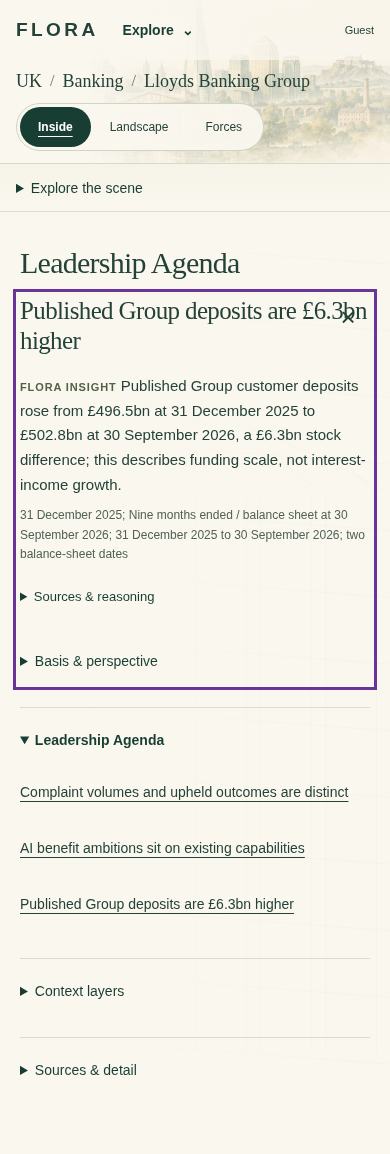 FLORA
Explore
Guest
UK / Banking / Lloyds Banking Group
Inside
Landscape
Forces
Explore the scene
Leadership Agenda
Published Group deposits are £6.3bn
higher
FLORA INSIGHT Published Group customer deposits
rose from £496.5bn at 31 December 2025 to
£502.8bn at 30 September 2026, a £6.3bn stock
difference; this describes funding scale, not interest-
income growth.
31 December 2025; Nine months ended / balance sheet at 30
September 2026; 31 December 2025 to 30 September 2026; two
balance-sheet dates
Sources & reasoning
Basis & perspective
Leadership Agenda
Complaint volumes and upheld outcomes are distinct
AI benefit ambitions sit on existing capabilities
Published Group deposits are £6.3bn higher
Context layers
Sources & detail